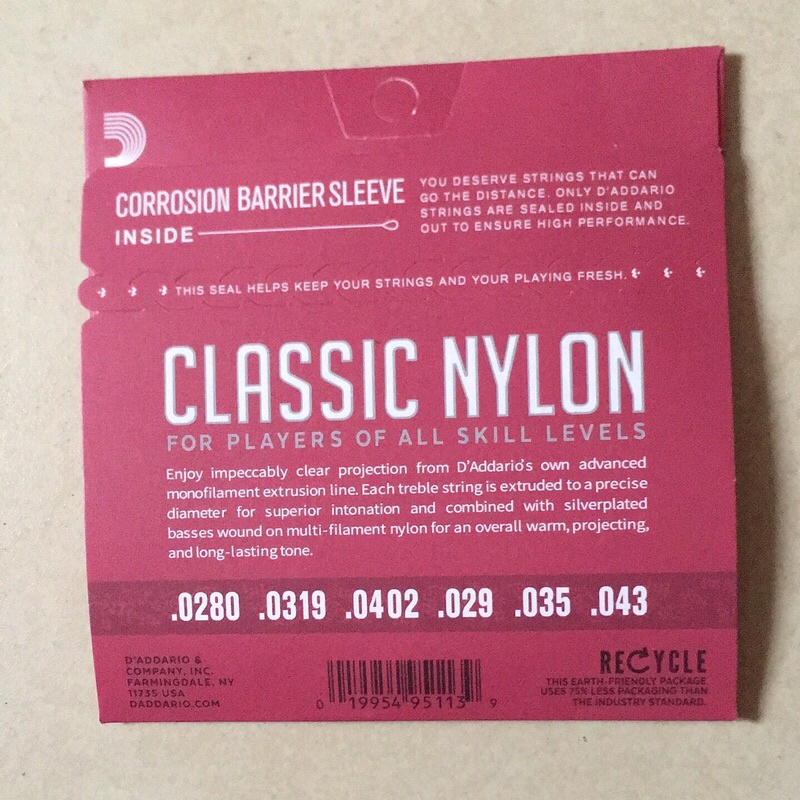 CORROSION BARRIER SLEEVE
INSIDE
YOU DESERVE STRINGS THAT CAN
GO THE DISTANCE. ONLY D'ADDARIO
STRINGS ARE SEALED INSIDE AND
OUT TO ENSURE HIGH PERFORMANCE.
THIS SEAL HELPS KEEP YOUR STRINGS AND YOUR PLAYING FRESH.
CLASSIC NYLON
FOR PLAYERS OF ALL SKILL LEVELS
Enjoy impeccably clear projection from D'Addario's own advanced
monofilament extrusion line. Each treble string is extruded to a precise
diameter for superior intonation and combined with silverplated
basses wound on multi-filament nylon for an overall warm, projecting,
and long-lasting tone.
.0280 .0319 .0402 .029 .035 .043
D'ADDARIO &
COMPANY, INC.
FARMINGDALE, NY
11735 USA
DADDARIO.COM
0 19954 95113 9
RECYCLE
THIS EARTH-FRIENDLY PACKAGE
USES 75% LESS PACKAGING THAN
THE INDUSTRY STANDARD.